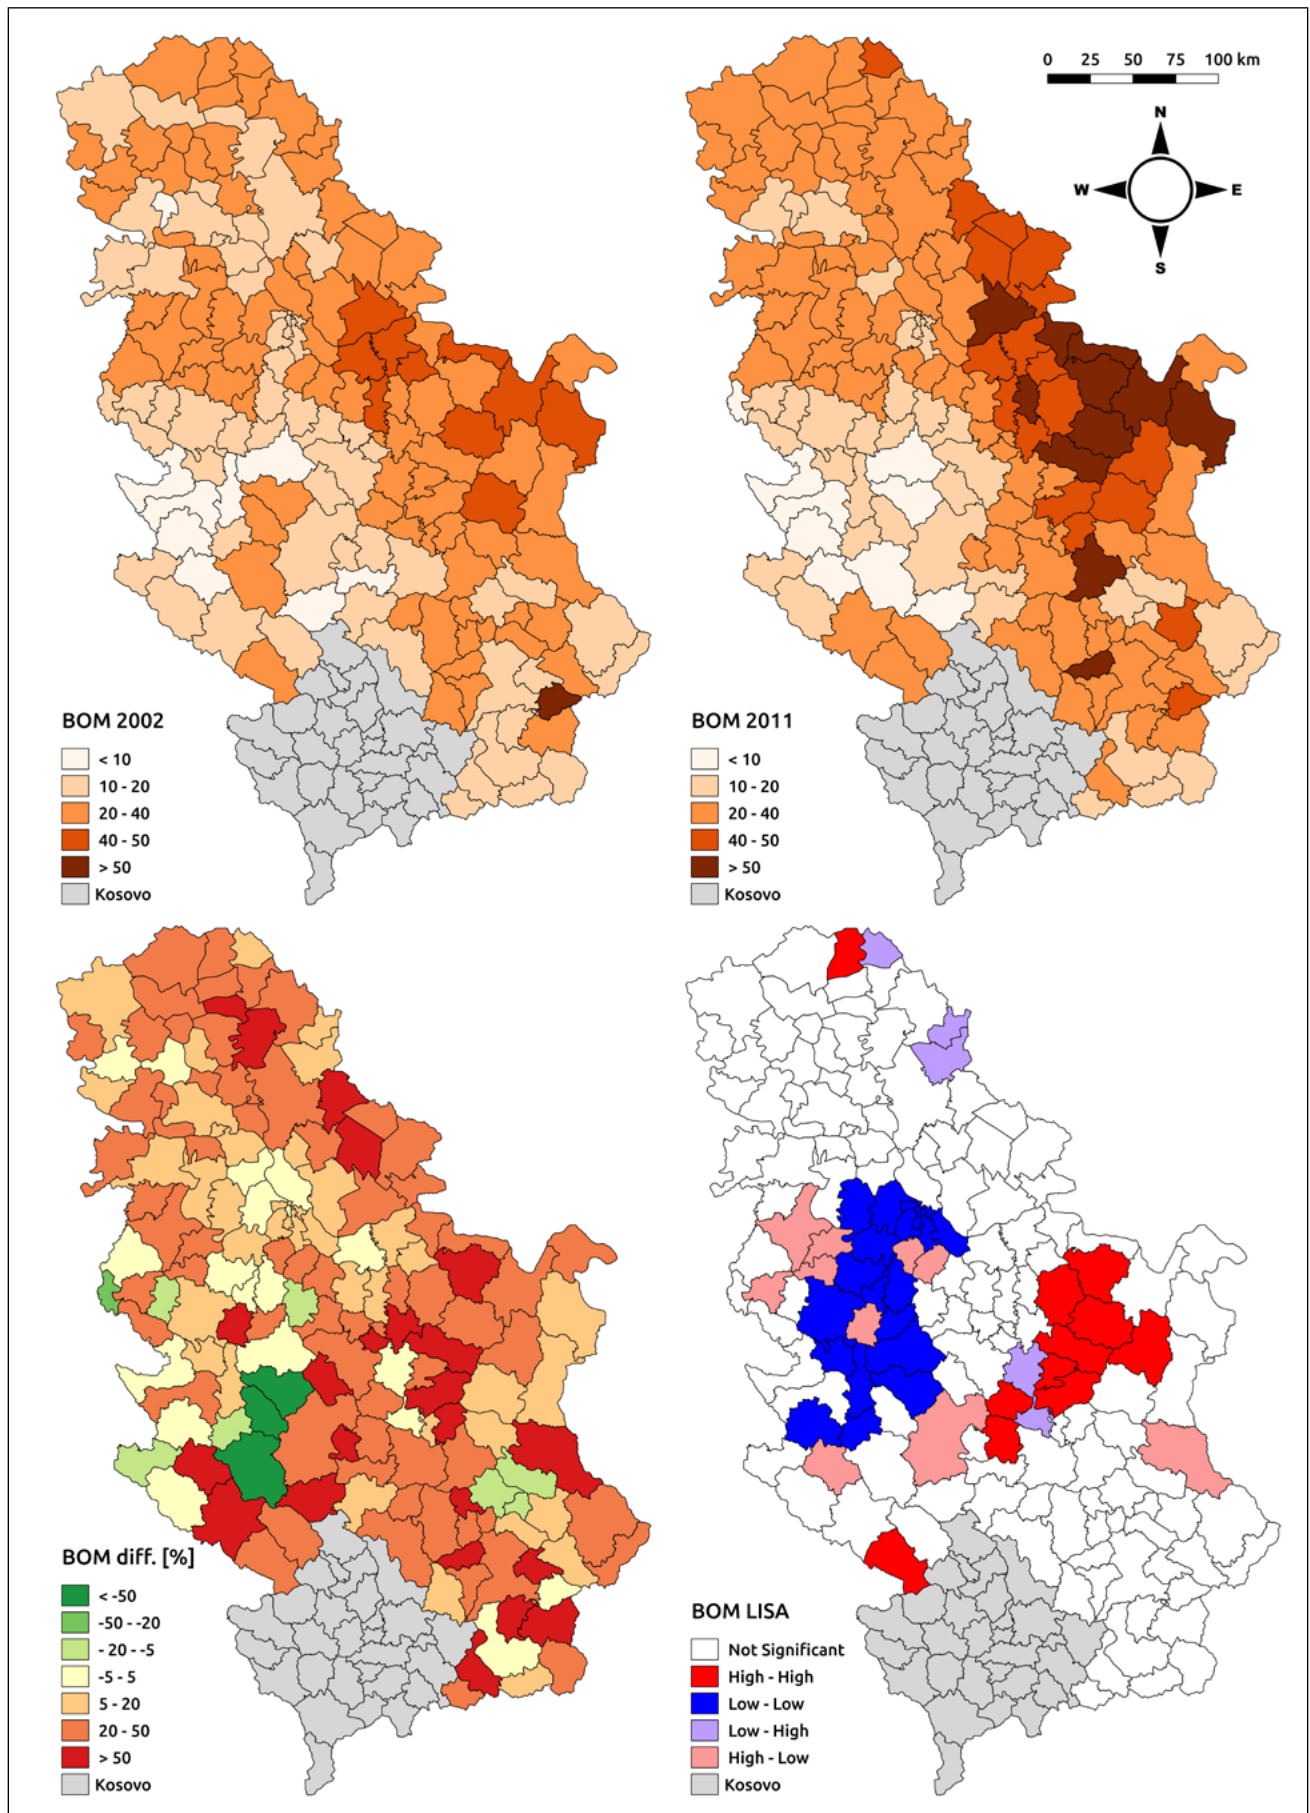 0 25 50 75 100 km
N
W E
S
BOM 2002
< 10
10 - 20
20 - 40
40 - 50
> 50
Kosovo
BOM 2011
< 10
10 - 20
20 - 40
40 - 50
> 50
Kosovo
BOM diff. [%]
< -50
-50 - -20
- 20 - -5
-5 - 5
5 - 20
20 - 50
> 50
Kosovo
BOM LISA
Not Significant
High - High
Low - Low
Low - High
High - Low
Kosovo